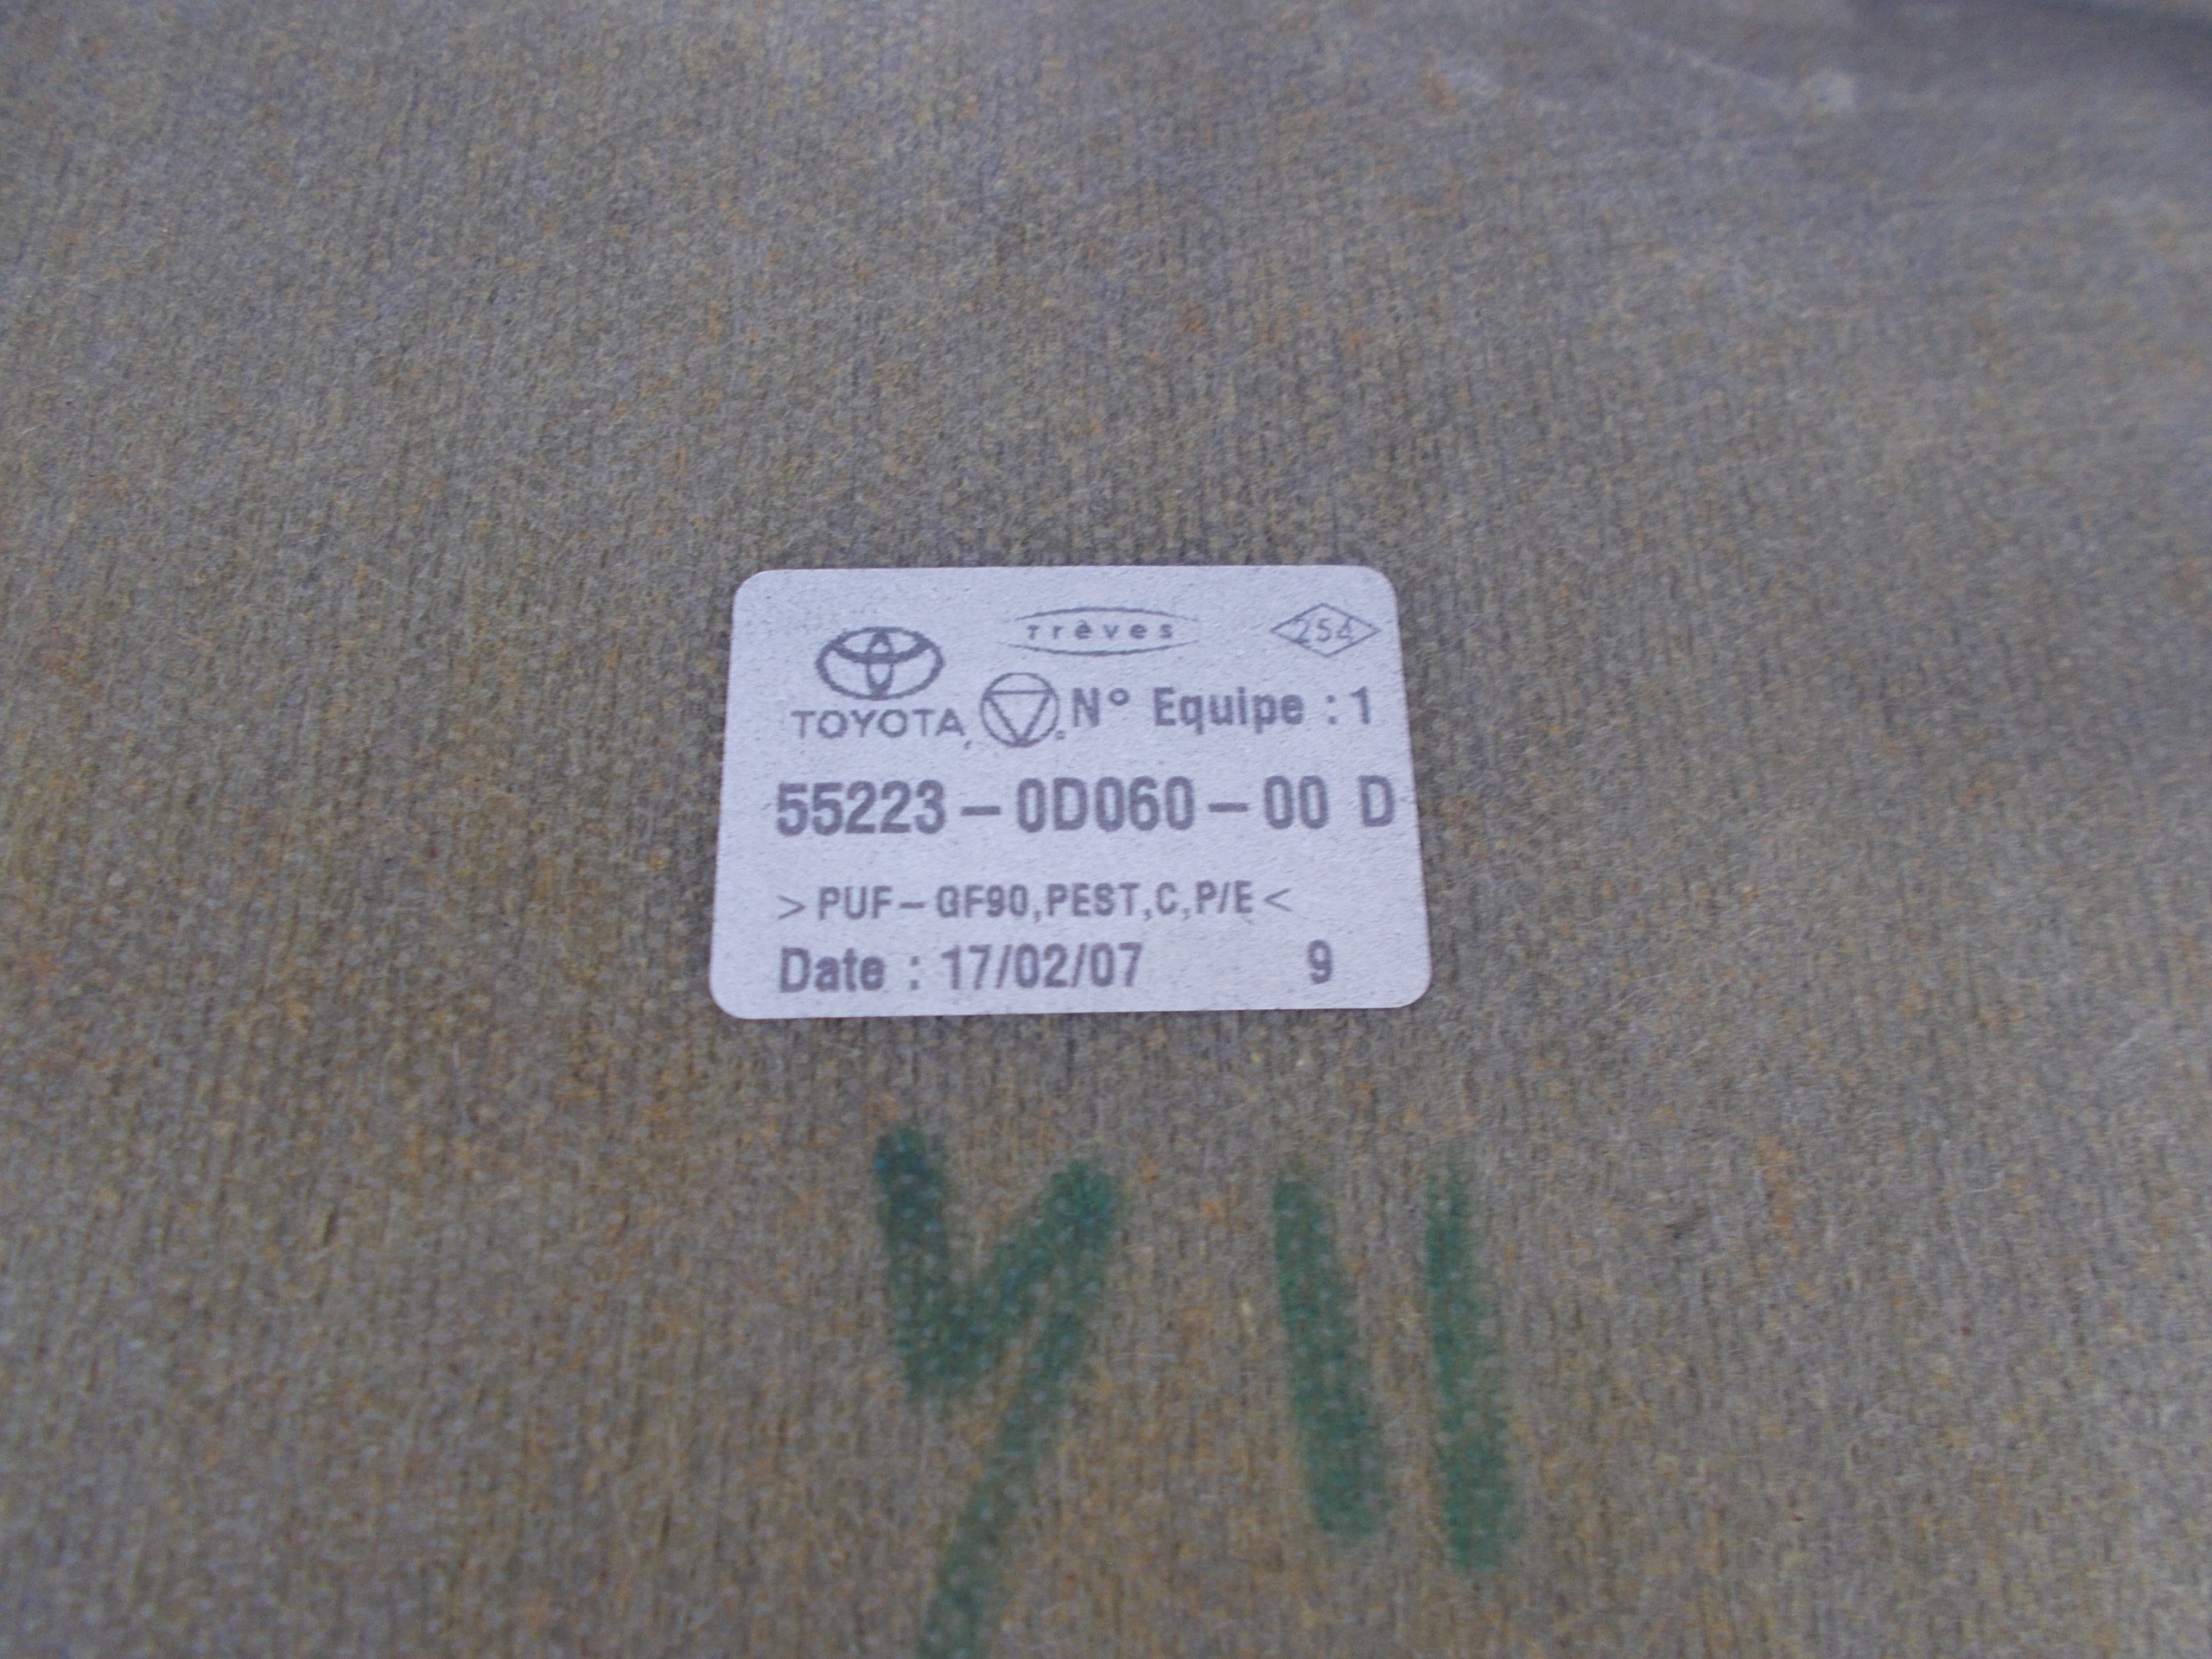 Trèves
254
TOYOTA
N° Equipe : 1
55223-0D060-00 D
>PUF-GF90,PEST,C,P/E<
Date : 17/02/07 9